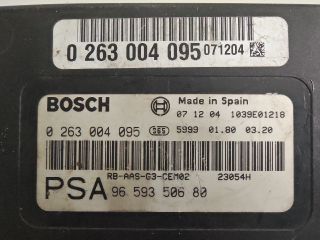 0 263 004 095 071204
Made in Spain
BOSCH
07 12 04 1039E01218
0 263 004 095 5993 01.80 03.20
RB-AAS-G3-CEM02 23054H
PSA 96 593 506 80